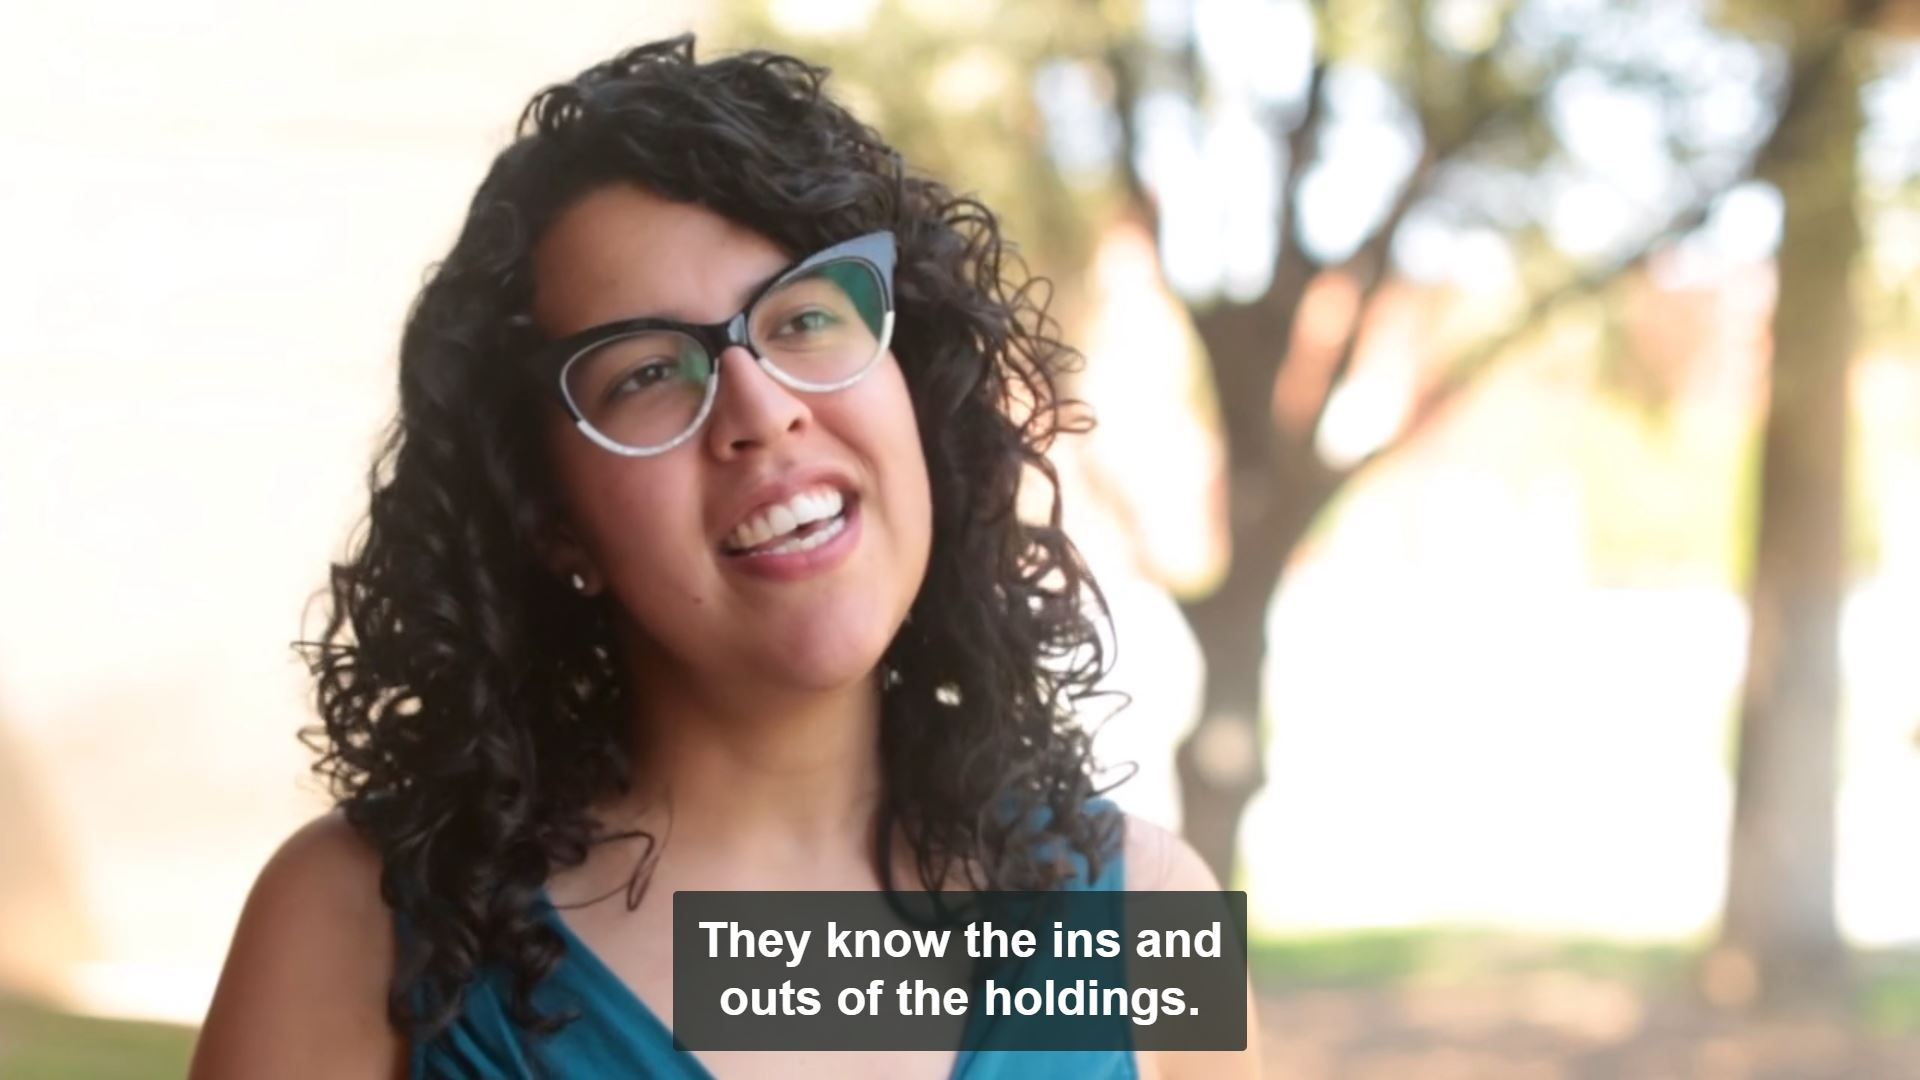 They know the ins and
outs of the holdings.